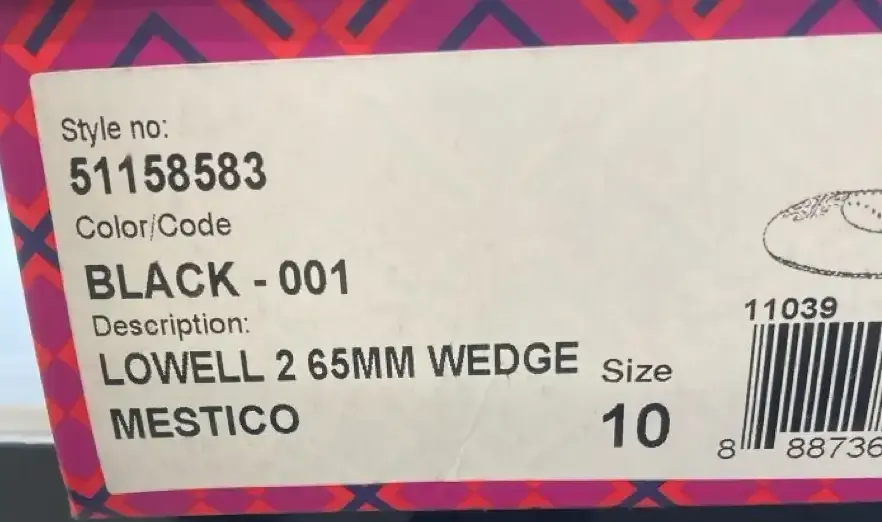 Style no:
51158583
Color/Code
BLACK - 001
Description:
LOWELL 2 65MM WEDGE
MESTICO
Size
10
11039
8 88736